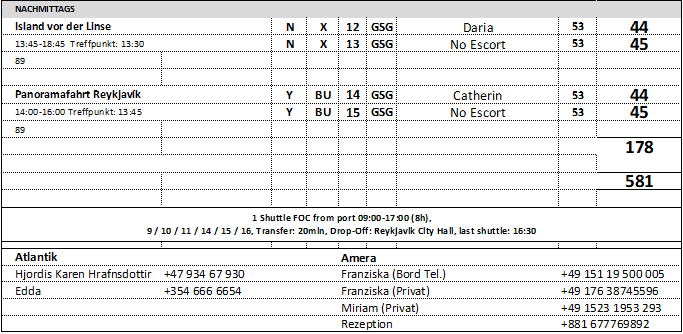 NACHMITTAGS
Island vor der Linse N X 12 GSG Daria 53 44
13:45-18:45 Treffpunkt: 13:30 N X 13 GSG No Escort 53 45
89
Panoramafahrt Reykjavik Y BU 14 GSG Catherin 53 44
14:00-16:00 Treffpunkt: 13:45 Y BU 15 GSG No Escort 53 45
89
178
581
1 Shuttle FOC from port 09:00-17:00 (8h),
9 / 10 / 11 / 14 / 15 / 16, Transfer: 20min, Drop-Off: Reykjavik City Hall, last shuttle: 16:30
Atlantik Amera
Hjordis Karen Hrafnsdottir +47 934 67 930 Franziska (Bord Tel.) +49 151 19 500 005
Edda +354 666 6654 Franziska (Privat) +49 176 38745596
Miriam (Privat) +49 1523 1953 293
Rezeption +881 677769892